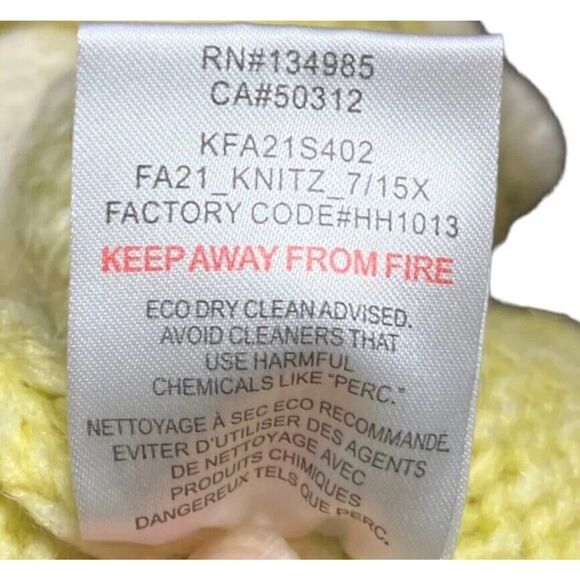 RN#134985
CA#50312
KFA21S402
FA21_KNITZ_7/15X
FACTORY CODE#HH1013
KEEP AWAY FROM FIRE
ECO DRY CLEAN ADVISED.
AVOID CLEANERS THAT
USE HARMFUL
CHEMICALS LIKE "PERC."
NETTOYAGE À SEC ECO RECOMMANDÉ.
EVITER D'UTILISER DES AGENTS
DE NETTOYAGE AVEC
PRODUITS CHIMIQUES
DANGEREUX TELS QUE PERC.